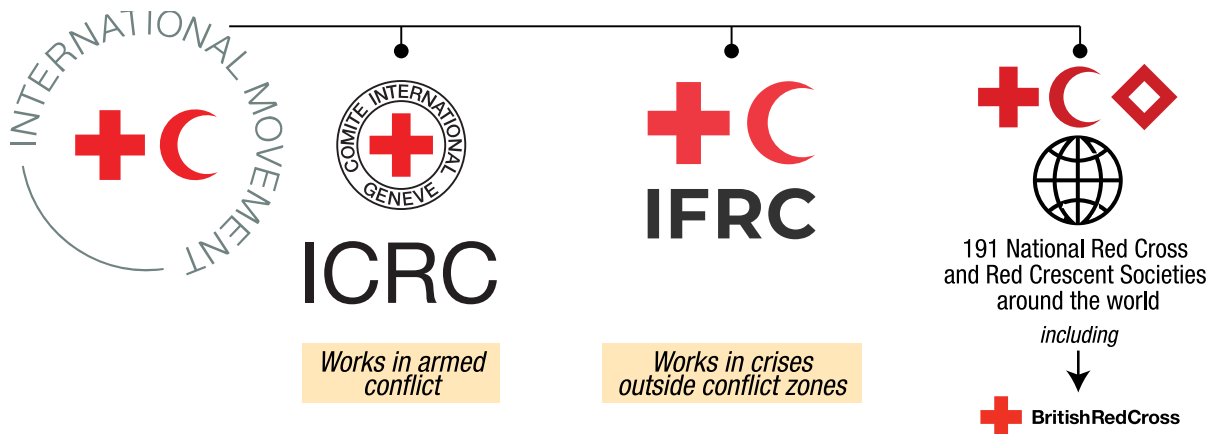 INTERNATIONAL MOVEMENT
COMITE INTERNATIONAL
GENEVE
ICRC
Works in armed
conflict
IFRC
Works in crises
outside conflict zones
191 National Red Cross
and Red Crescent Societies
around the world
including
BritishRedCross